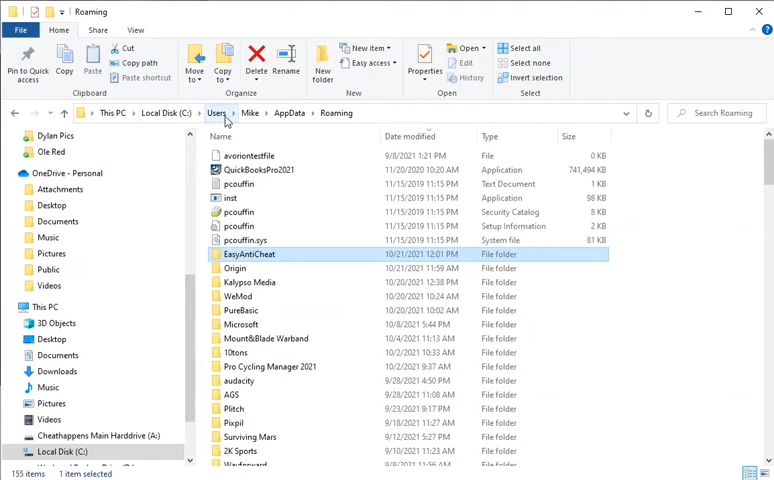 Roaming
File Home Share View
Pin to Quick access
Copy
Paste
Cut
Copy path
Paste shortcut
Clipboard
Move to
Copy to
Delete
Rename
Organize
New folder
New item
Easy access
New
Properties
Open
Edit
History
Open
Select all
Select none
Invert selection
Select
This PC > Local Disk (C:) > Users > Mike > AppData > Roaming
Search Roaming
Dylan Pics
Ole Red
OneDrive - Personal
Attachments
Desktop
Documents
Music
Pictures
Public
Videos
This PC
3D Objects
Desktop
Documents
Downloads
Music
Pictures
Videos
Cheathappens Main Harddrive (A:)
Local Disk (C:)
Name Date modified Type Size
avoriontestfile 9/8/2021 1:21 PM File 0 KB
QuickBooksPro2021 11/20/2020 10:20 AM Application 741,494 KB
pcouffin 11/15/2019 11:15 PM Text Document 1 KB
inst 11/15/2019 11:15 PM Application 98 KB
pcouffin 11/15/2019 11:15 PM Security Catalog 8 KB
pcouffin 11/15/2019 11:15 PM Setup Information 2 KB
pcouffin.sys 11/15/2019 11:15 PM System file 81 KB
EasyAntiCheat 10/21/2021 12:01 PM File folder
Origin 10/21/2021 11:59 AM File folder
Kalypso Media 10/20/2021 12:38 PM File folder
WeMod 10/20/2021 10:24 AM File folder
PureBasic 10/20/2021 10:02 AM File folder
Microsoft 10/8/2021 5:44 PM File folder
Mount&Blade Warband 10/4/2021 11:13 AM File folder
10tons 10/2/2021 10:33 AM File folder
Pro Cycling Manager 2021 10/2/2021 9:37 AM File folder
audacity 9/28/2021 4:50 PM File folder
AGS 9/28/2021 11:08 AM File folder
Plitch 9/23/2021 9:17 PM File folder
Pixpil 9/18/2021 11:27 AM File folder
Surviving Mars 9/12/2021 5:27 PM File folder
2K Sports 9/10/2021 11:23 AM File folder
Wayforward File folder
155 items 1 item selected